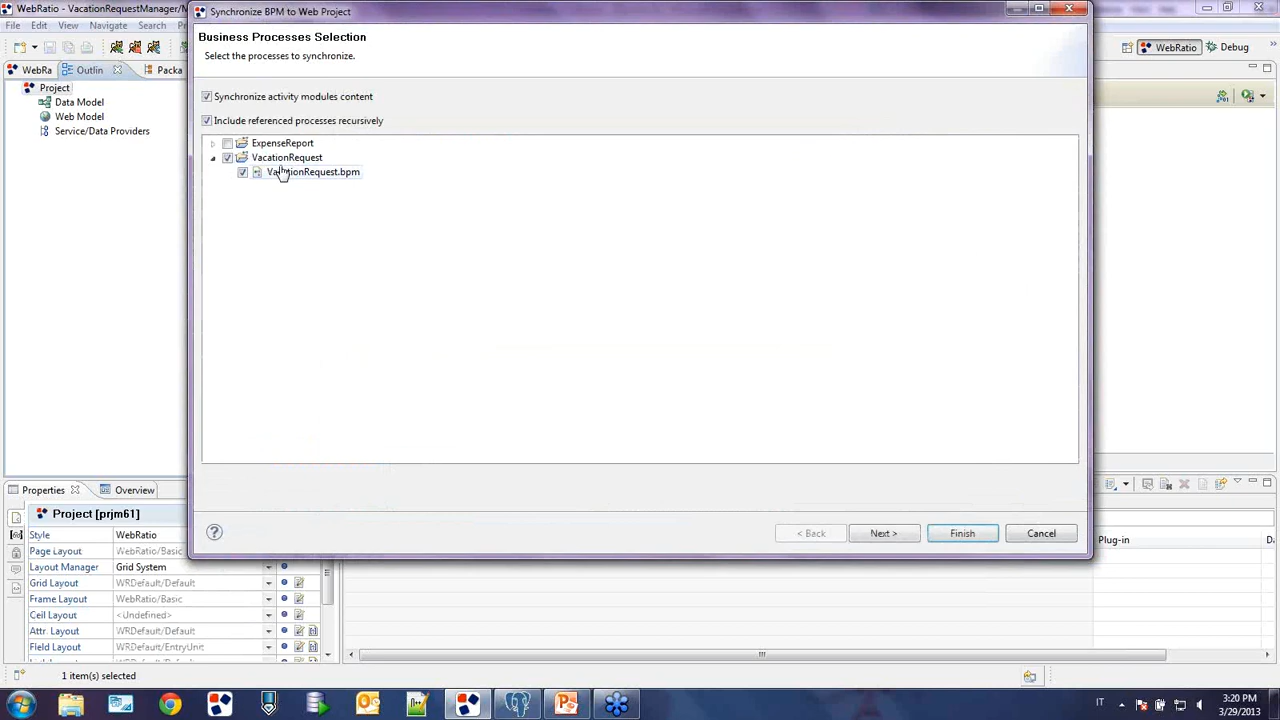 WebRatio - VacationRequestManager/M
Synchronize BPM to Web Project
File Edit View Navigate Search
Business Processes Selection
Select the processes to synchronize.
WebRatio Debug
WebRa Outlin Packa
Project
Data Model
Web Model
Service/Data Providers
Synchronize activity modules content
Include referenced processes recursively
ExpenseReport
VacationRequest
VacationRequest.bpm
< Back Next > Finish Cancel
Properties Overview
Project [prjm61]
Style WebRatio
Page Layout WebRatio/Basic
Layout Manager Grid System
Grid Layout WRDefault/Default
Frame Layout WebRatio/Basic
Cell Layout <Undefined>
Attr. Layout WRDefault/Default
Field Layout WRDefault/EntryUnit
Plug-in
1 item(s) selected
IT
3:20 PM
3/29/2013